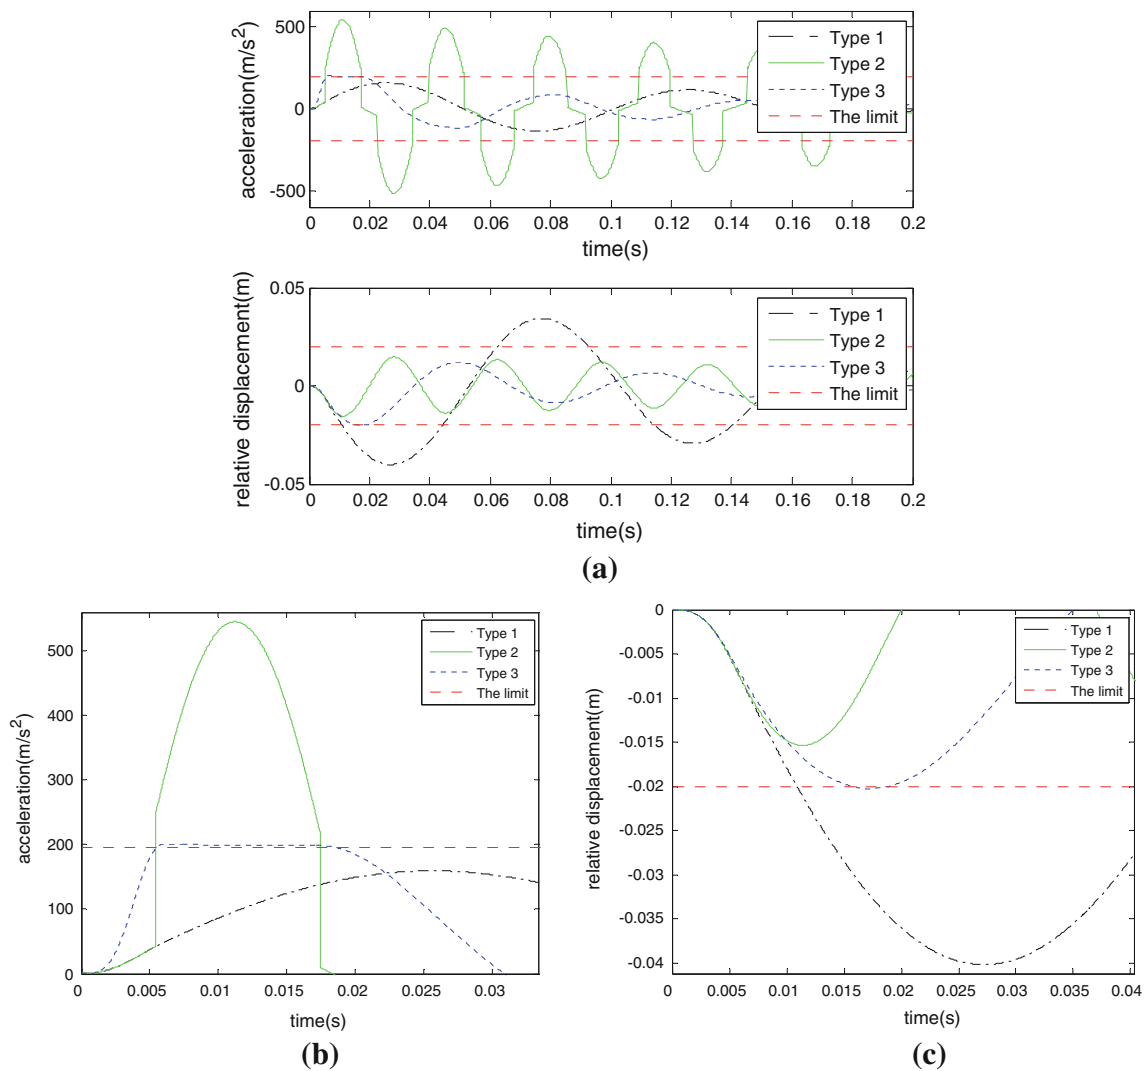 acceleration(m/s2)
500
0
-500
0 0.02 0.04 0.06 0.08 0.1 0.12 0.14 0.16 0.18 0.2
time(s)
Type 1
Type 2
Type 3
The limit
relative displacement(m)
0.05
0
-0.05
0 0.02 0.04 0.06 0.08 0.1 0.12 0.14 0.16 0.18 0.2
time(s)
Type 1
Type 2
Type 3
The limit
(a)
acceleration(m/s2)
500
400
300
200
100
0
0 0.005 0.01 0.015 0.02 0.025 0.03
time(s)
Type 1
Type 2
Type 3
The limit
(b)
relative displacement(m)
0
-0.005
-0.01
-0.015
-0.02
-0.025
-0.03
-0.035
-0.04
0 0.005 0.01 0.015 0.02 0.025 0.03 0.035 0.04
time(s)
Type 1
Type 2
Type 3
The limit
(c)